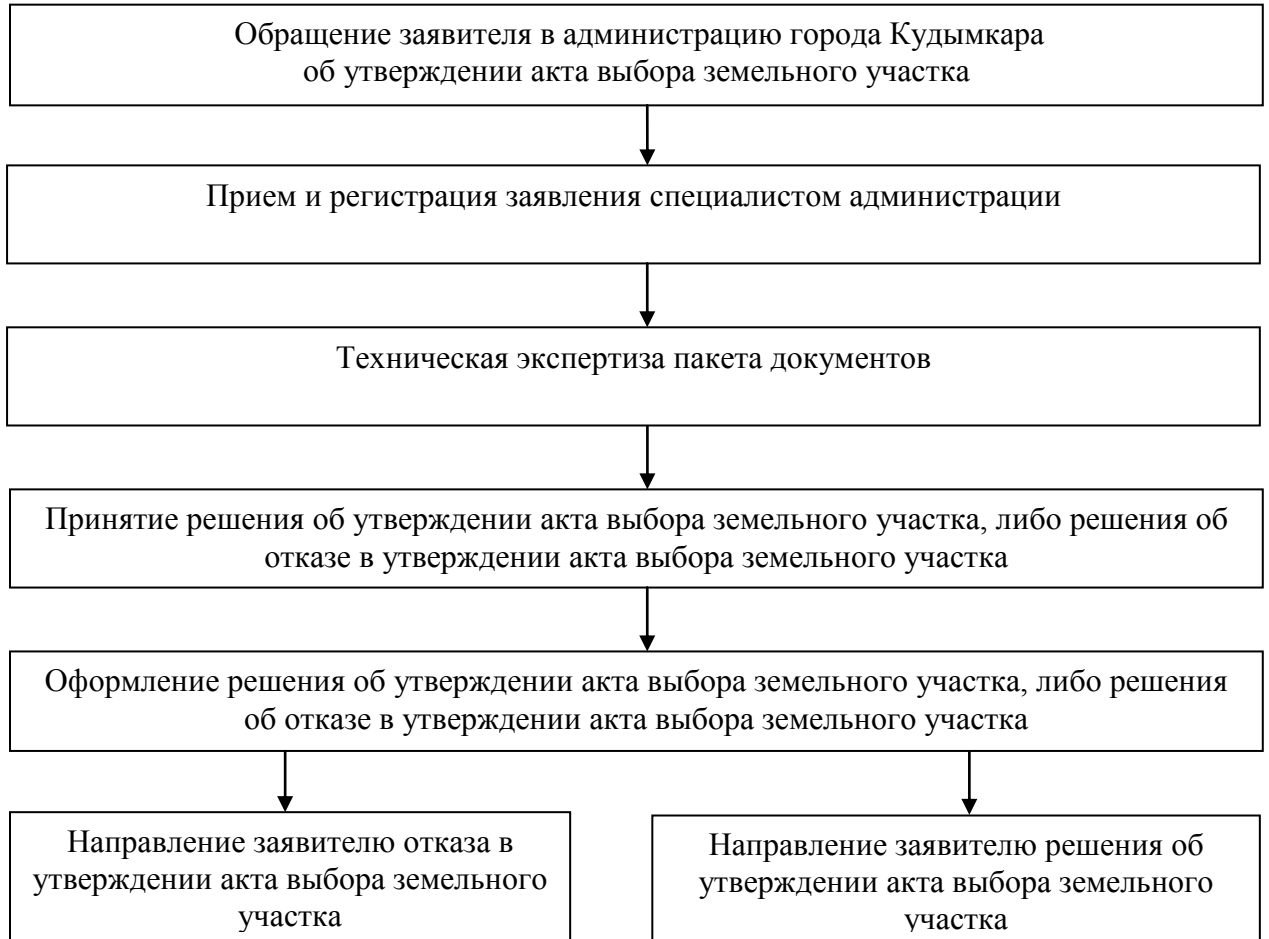 Обращение заявителя в администрацию города Кудымкара
об утверждении акта выбора земельного участка
Прием и регистрация заявления специалистом администрации
Техническая экспертиза пакета документов
Принятие решения об утверждении акта выбора земельного участка, либо решения об
отказе в утверждении акта выбора земельного участка
Оформление решения об утверждении акта выбора земельного участка, либо решения
об отказе в утверждении акта выбора земельного участка
Направление заявителю отказа в
утверждении акта выбора земельного
участка
Направление заявителю решения об
утверждении акта выбора земельного
участка